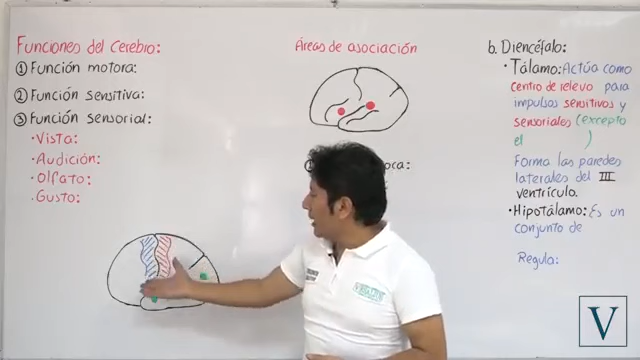 Funciones del cerebro:
① Función motora:
② Función sensitiva:
③ Función sensorial:
• Vista:
• Audición:
• Olfato:
• Gusto:
Áreas de asociación
oca:
b. Diencéfalo:
• Tálamo: Actúa como
centro de relevo para
impulsos sensitivos y
sensoriales (excepto
el )
Forma las paredes
laterales del III
ventrículo.
• Hipotálamo: Es un
conjunto de
Regula:
V